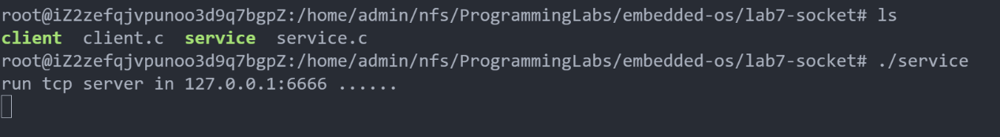 root@iZ2zefqjvpunoo3d9q7bgpZ:/home/admin/nfs/ProgrammingLabs/embedded-os/lab7-socket# ls
client  client.c  service  service.c
root@iZ2zefqjvpunoo3d9q7bgpZ:/home/admin/nfs/ProgrammingLabs/embedded-os/lab7-socket# ./service
run tcp server in 127.0.0.1:6666 ......